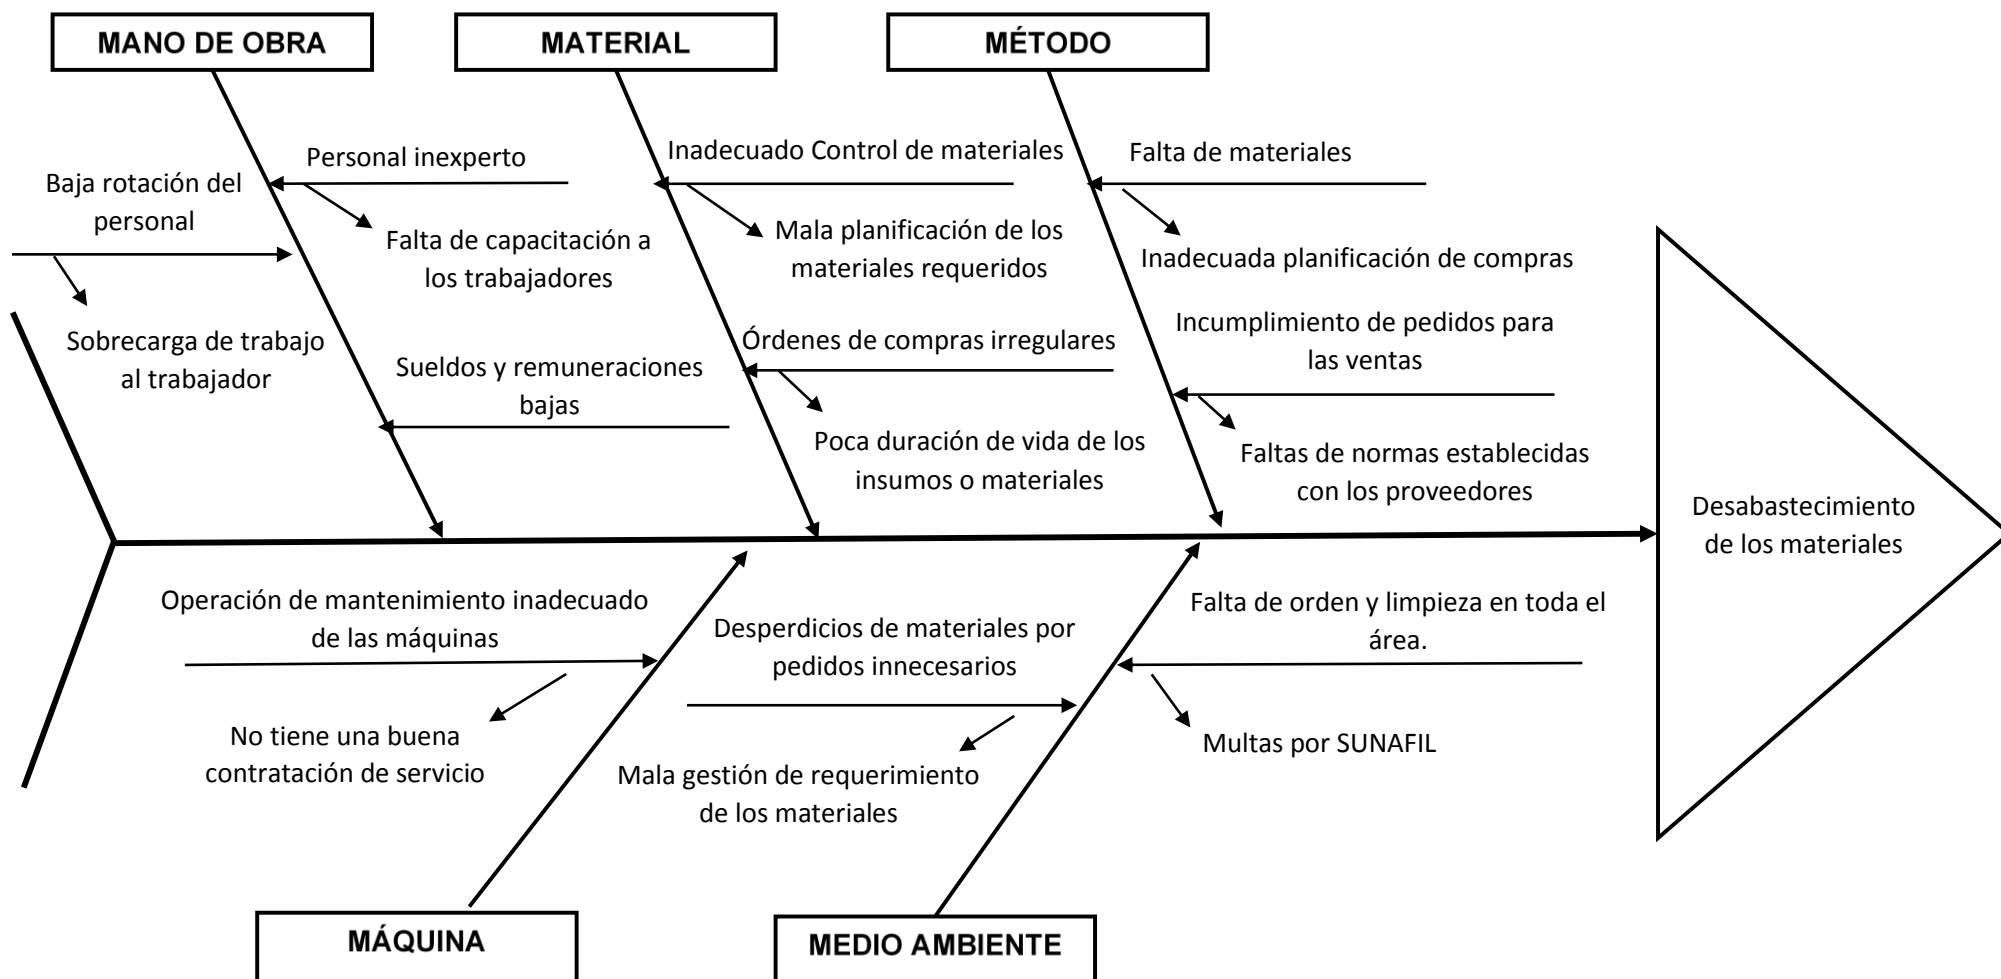 MANO DE OBRA
MATERIAL
MÉTODO
Baja rotación del
personal
Sobrecarga de trabajo
al trabajador
Personal inexperto
Falta de capacitación a
los trabajadores
Sueldos y remuneraciones
bajas
Inadecuado Control de materiales
Mala planificación de los
materiales requeridos
Órdenes de compras irregulares
Poca duración de vida de los
insumos o materiales
Falta de materiales
Inadecuada planificación de compras
Incumplimiento de pedidos para
las ventas
Faltas de normas establecidas
con los proveedores
Desabastecimiento
de los materiales
Operación de mantenimiento inadecuado
de las máquinas
No tiene una buena
contratación de servicio
Desperdicios de materiales por
pedidos innecesarios
Mala gestión de requerimiento
de los materiales
Falta de orden y limpieza en toda el
área.
Multas por SUNAFIL
MÁQUINA
MEDIO AMBIENTE